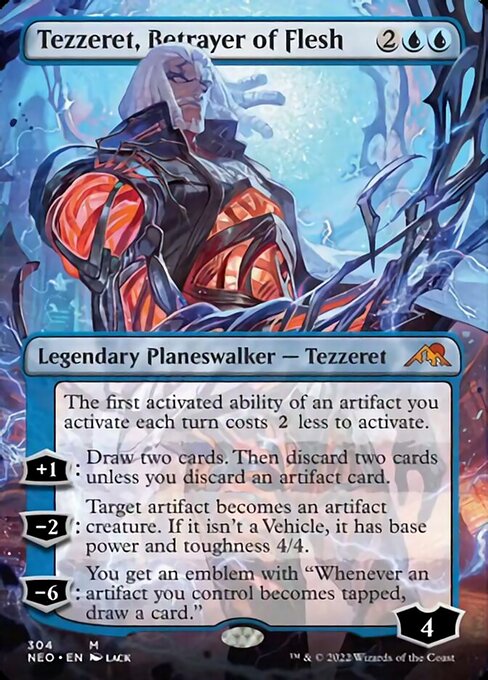 Tezzeret, Betrayer of Flesh 2
Legendary Planeswalker — Tezzeret
The first activated ability of an artifact you
activate each turn costs 2 less to activate.
+1: Draw two cards. Then discard two cards
unless you discard an artifact card.
Target artifact becomes an artifact
-2: creature. If it isn't a Vehicle, it has base
power and toughness 4/4.
You get an emblem with “Whenever an
-6: artifact you control becomes tapped,
draw a card.”
4
304 M
NEO • EN LACK
™ & © 2022 Wizards of the Coast